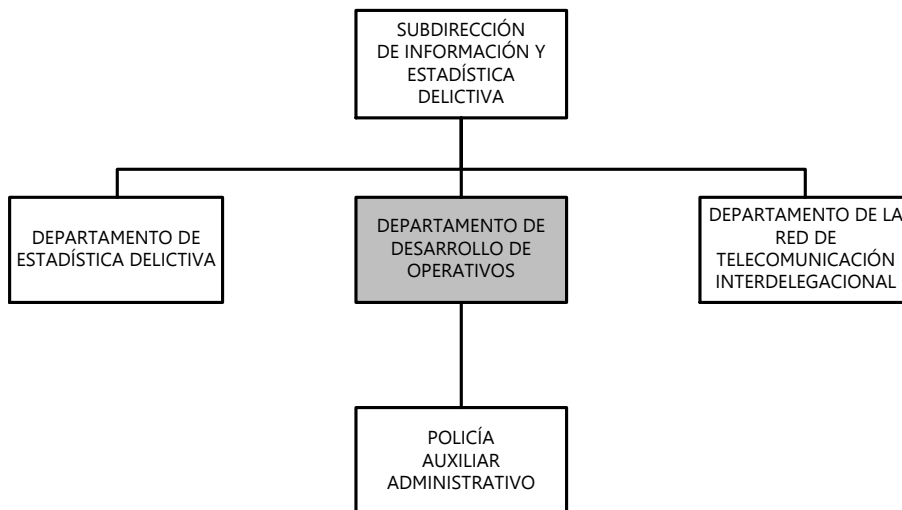 SUBDIRECCIÓN
DE INFORMACIÓN Y
ESTADÍSTICA
DELICTIVA
DEPARTAMENTO DE
ESTADÍSTICA DELICTIVA
DEPARTAMENTO DE
DESARROLLO DE
OPERATIVOS
DEPARTAMENTO DE LA
RED DE
TELECOMUNICACIÓN
INTERDELEGACIONAL
POLICÍA
AUXILIAR
ADMINISTRATIVO